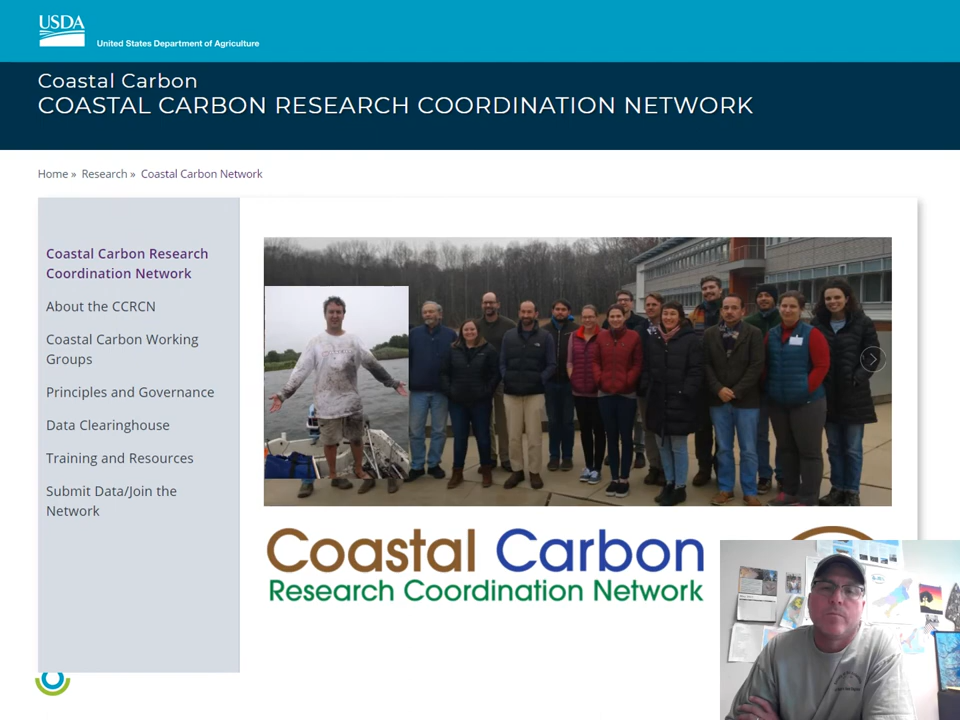 USDA
United States Department of Agriculture
Coastal Carbon
COASTAL CARBON RESEARCH COORDINATION NETWORK
Home » Research » Coastal Carbon Network
Coastal Carbon Research
Coordination Network
About the CCRCN
Coastal Carbon Working
Groups
Principles and Governance
Data Clearinghouse
Training and Resources
Submit Data/Join the
Network
Coastal Carbon
Research Coordination Network